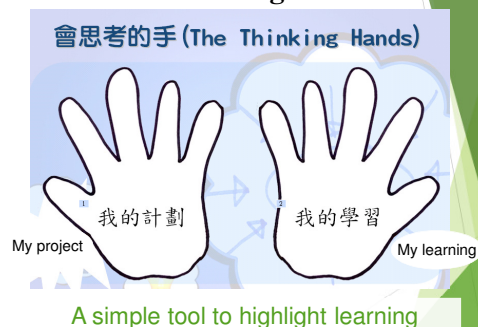 會思考的手(The Thinking Hands)
1
2
我的計劃
我的學習
My project
My learning
A simple tool to highlight learning